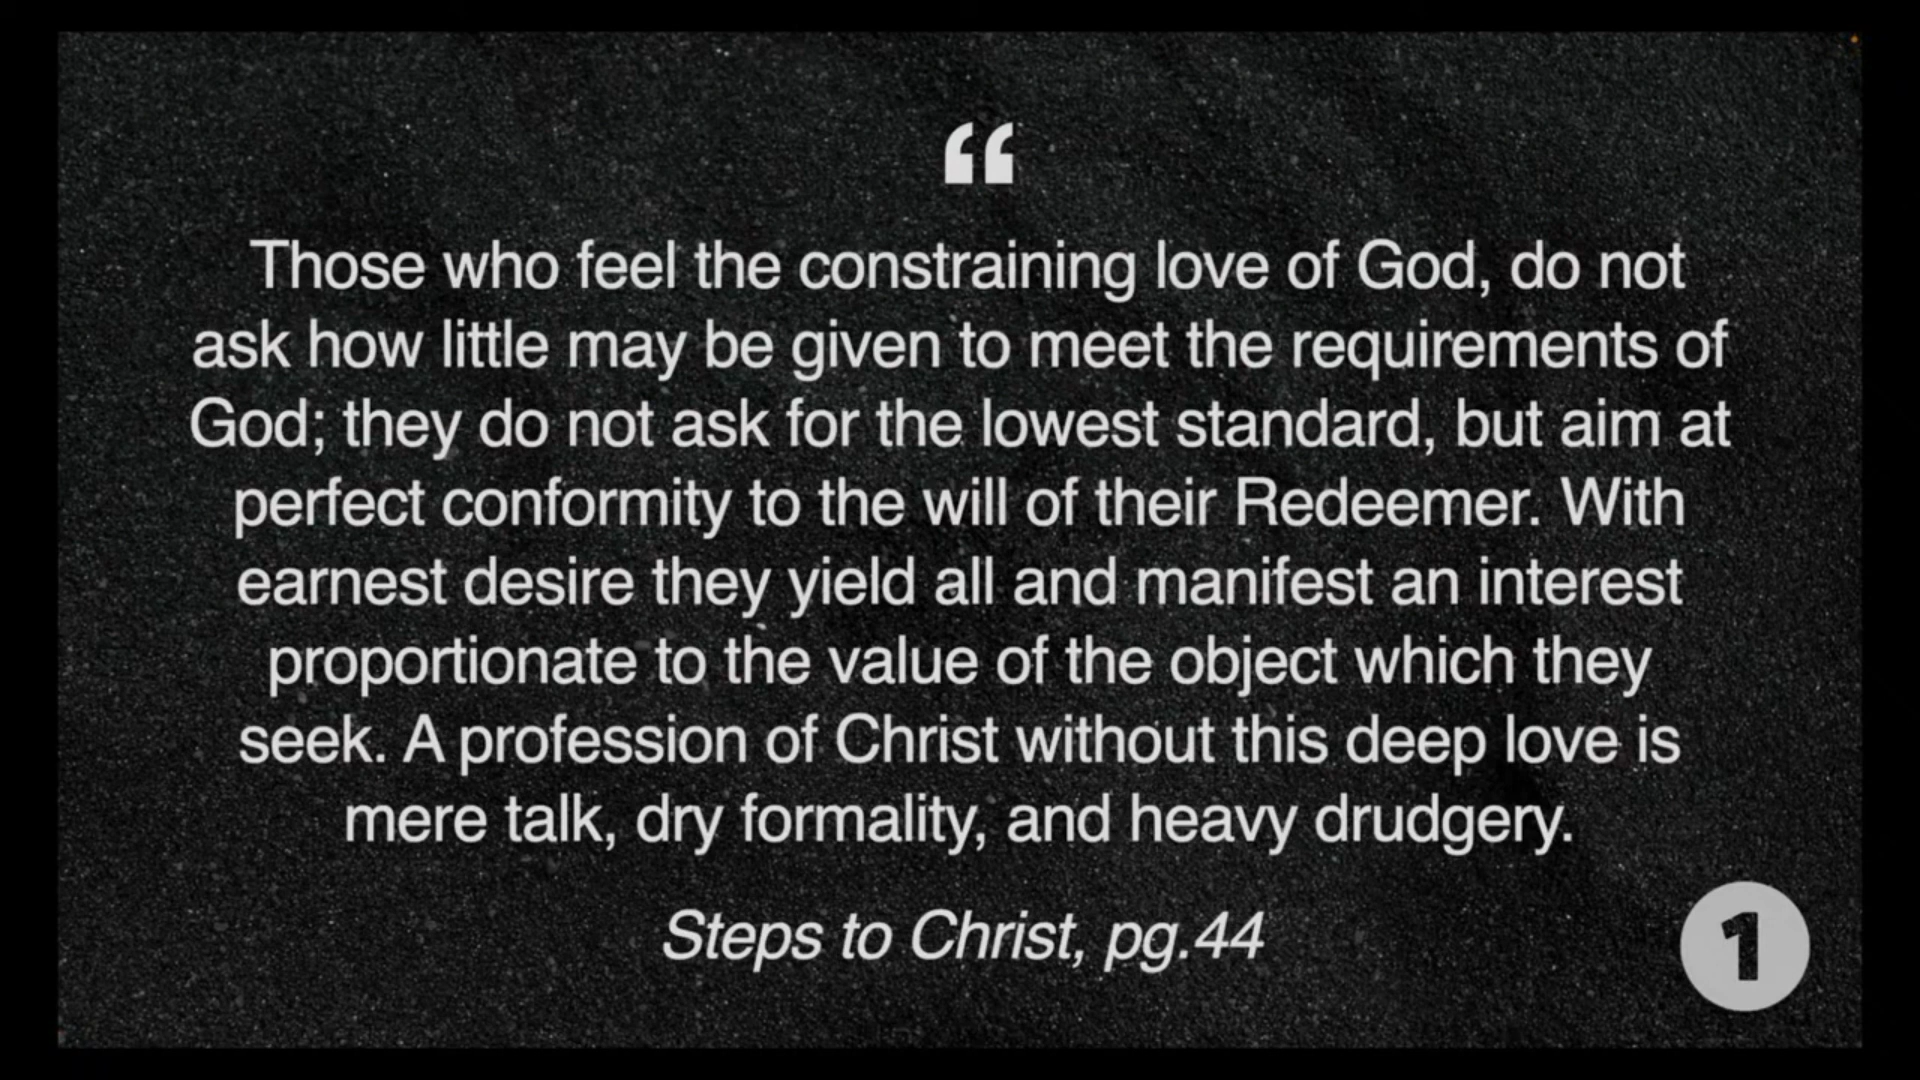 “
Those who feel the constraining love of God, do not
ask how little may be given to meet the requirements of
God; they do not ask for the lowest standard, but aim at
perfect conformity to the will of their Redeemer. With
earnest desire they yield all and manifest an interest
proportionate to the value of the object which they
seek. A profession of Christ without this deep love is
mere talk, dry formality, and heavy drudgery.
Steps to Christ, pg.44
1